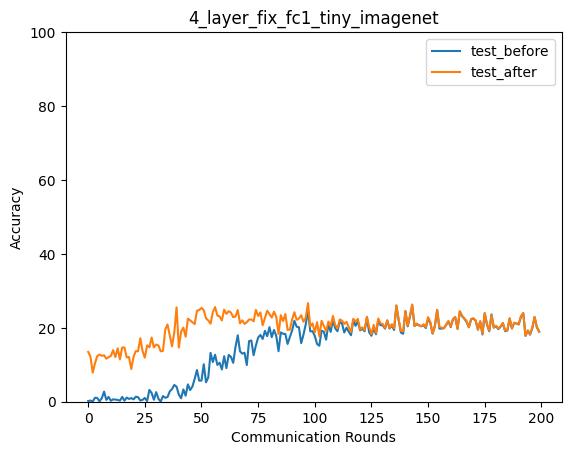 4_layer_fix_fc1_tiny_imagenet
100
80
60
40
20
0
Accuracy
test_before
test_after
0 25 50 75 100 125 150 175 200
Communication Rounds